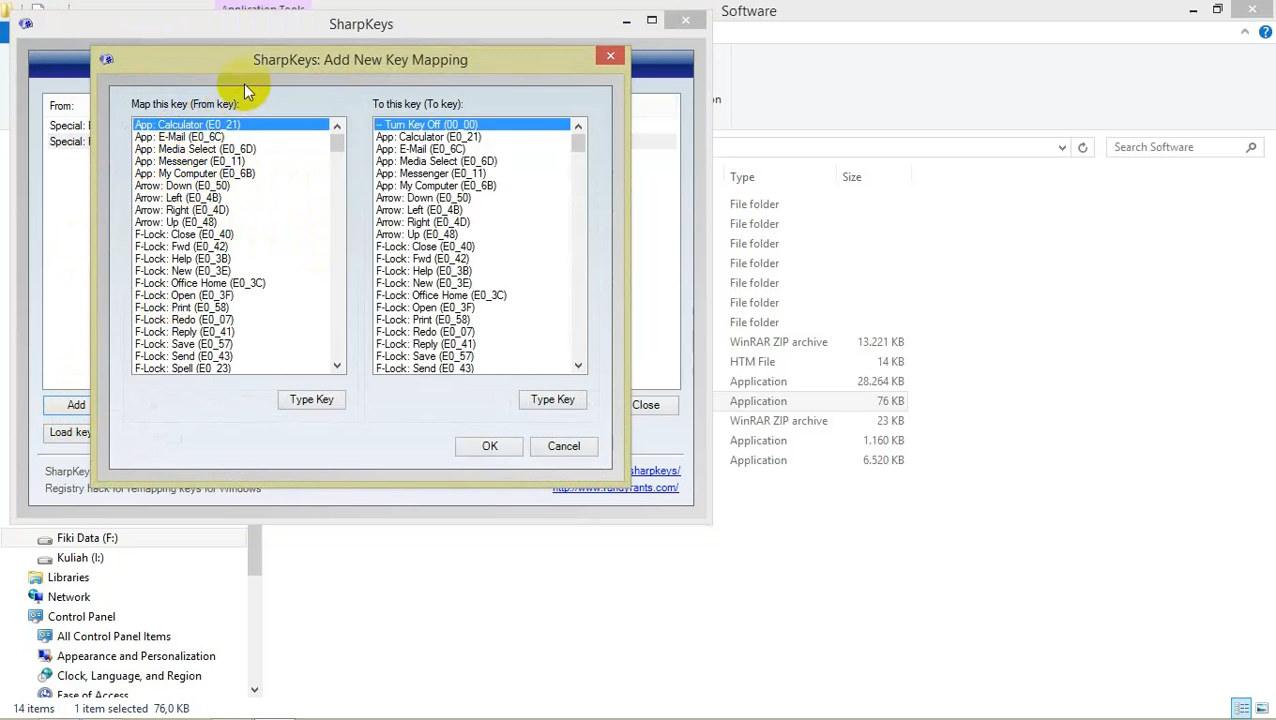 Application Tools
SharpKeys
Software
SharpKeys: Add New Key Mapping
From:
Special:
Special:
Map this key (From key):
App: Calculator (E0_21)
App: E-Mail (E0_6C)
App: Media Select (E0_6D)
App: Messenger (E0_11)
App: My Computer (E0_6B)
Arrow: Down (E0_50)
Arrow: Left (E0_4B)
Arrow: Right (E0_4D)
Arrow: Up (E0_48)
F-Lock: Close (E0_40)
F-Lock: Fwd (E0_42)
F-Lock: Help (E0_3B)
F-Lock: New (E0_3E)
F-Lock: Office Home (E0_3C)
F-Lock: Open (E0_3F)
F-Lock: Print (E0_58)
F-Lock: Redo (E0_07)
F-Lock: Reply (E0_41)
F-Lock: Save (E0_57)
F-Lock: Send (E0_43)
F-Lock: Spell (E0_23)
Type Key
To this key (To key):
-- Turn Key Off (00_00)
App: Calculator (E0_21)
App: E-Mail (E0_6C)
App: Media Select (E0_6D)
App: Messenger (E0_11)
App: My Computer (E0_6B)
Arrow: Down (E0_50)
Arrow: Left (E0_4B)
Arrow: Right (E0_4D)
Arrow: Up (E0_48)
F-Lock: Close (E0_40)
F-Lock: Fwd (E0_42)
F-Lock: Help (E0_3B)
F-Lock: New (E0_3E)
F-Lock: Office Home (E0_3C)
F-Lock: Open (E0_3F)
F-Lock: Print (E0_58)
F-Lock: Redo (E0_07)
F-Lock: Reply (E0_41)
F-Lock: Save (E0_57)
F-Lock: Send (E0_43)
Type Key
OK Cancel
Add
Close
Load key
SharpKey
sharpkeys/
Registry hack for remapping keys for Windows
http://www.randyrants.com/
on
Search Software
Type Size
File folder
File folder
File folder
File folder
File folder
File folder
File folder
WinRAR ZIP archive 13.221 KB
HTM File 14 KB
Application 28.264 KB
Application 76 KB
WinRAR ZIP archive 23 KB
Application 1.160 KB
Application 6.520 KB
Fiki Data (F:)
Kuliah (I:)
Libraries
Network
Control Panel
All Control Panel Items
Appearance and Personalization
Clock, Language, and Region
Ease of Access
14 items 1 item selected 76,0 KB